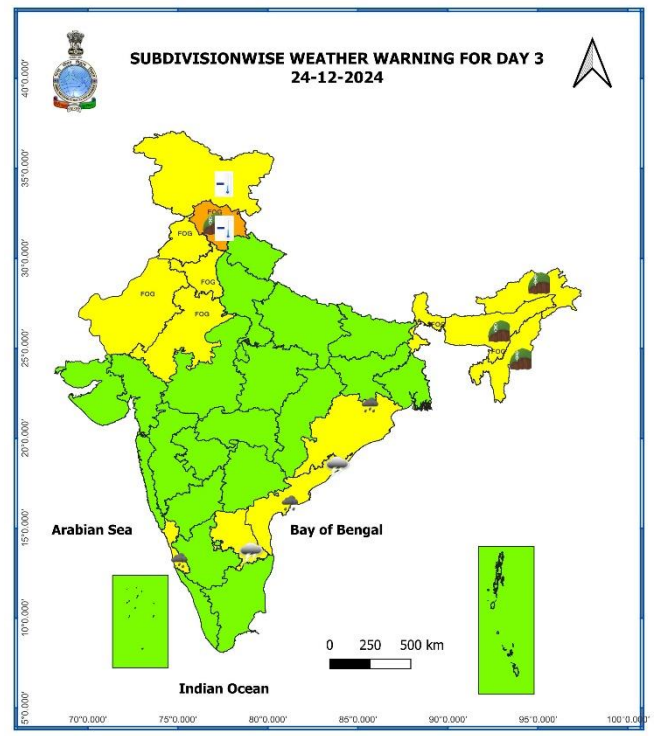 SUBDIVISIONWISE WEATHER WARNING FOR DAY 3
24-12-2024
40°0.000'
35°0.000'
FOG
FOG
30°0.000'
FOG
FOG
FOG
FOG
25°0.000'
FOG
20°0.000'
Arabian Sea
Bay of Bengal
15°0.000'
10°0.000'
0 250 500 km
Indian Ocean
5°0.000'
70°0.000' 75°0.000' 80°0.000' 85°0.000' 90°0.000' 95°0.000' 100°0.000'